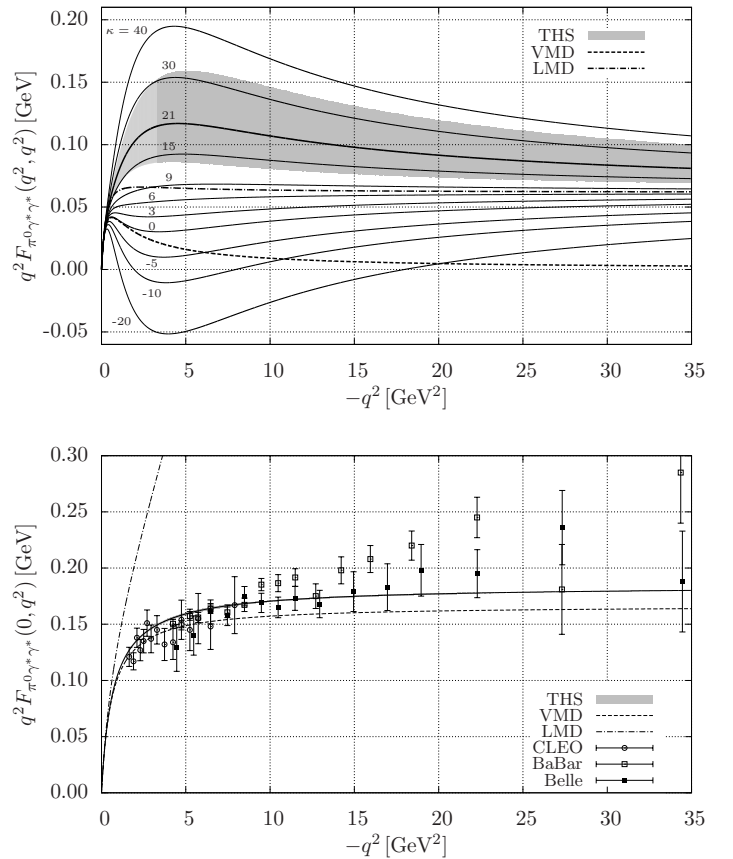 0.20
0.15
0.10
0.05
0.00
-0.05
q²F_{π⁰γ*γ*}(q², q²) [GeV]
κ = 40
30
21
15
9
6
3
0
-5
-10
-20
THS
VMD
LMD
0 5 10 15 20 25 30 35
−q² [GeV²]
0.30
0.25
0.20
0.15
0.10
0.05
0.00
q²F_{π⁰γ*γ*}(0, q²) [GeV]
THS
VMD
LMD
CLEO
BaBar
Belle
0 5 10 15 20 25 30 35
−q² [GeV²]